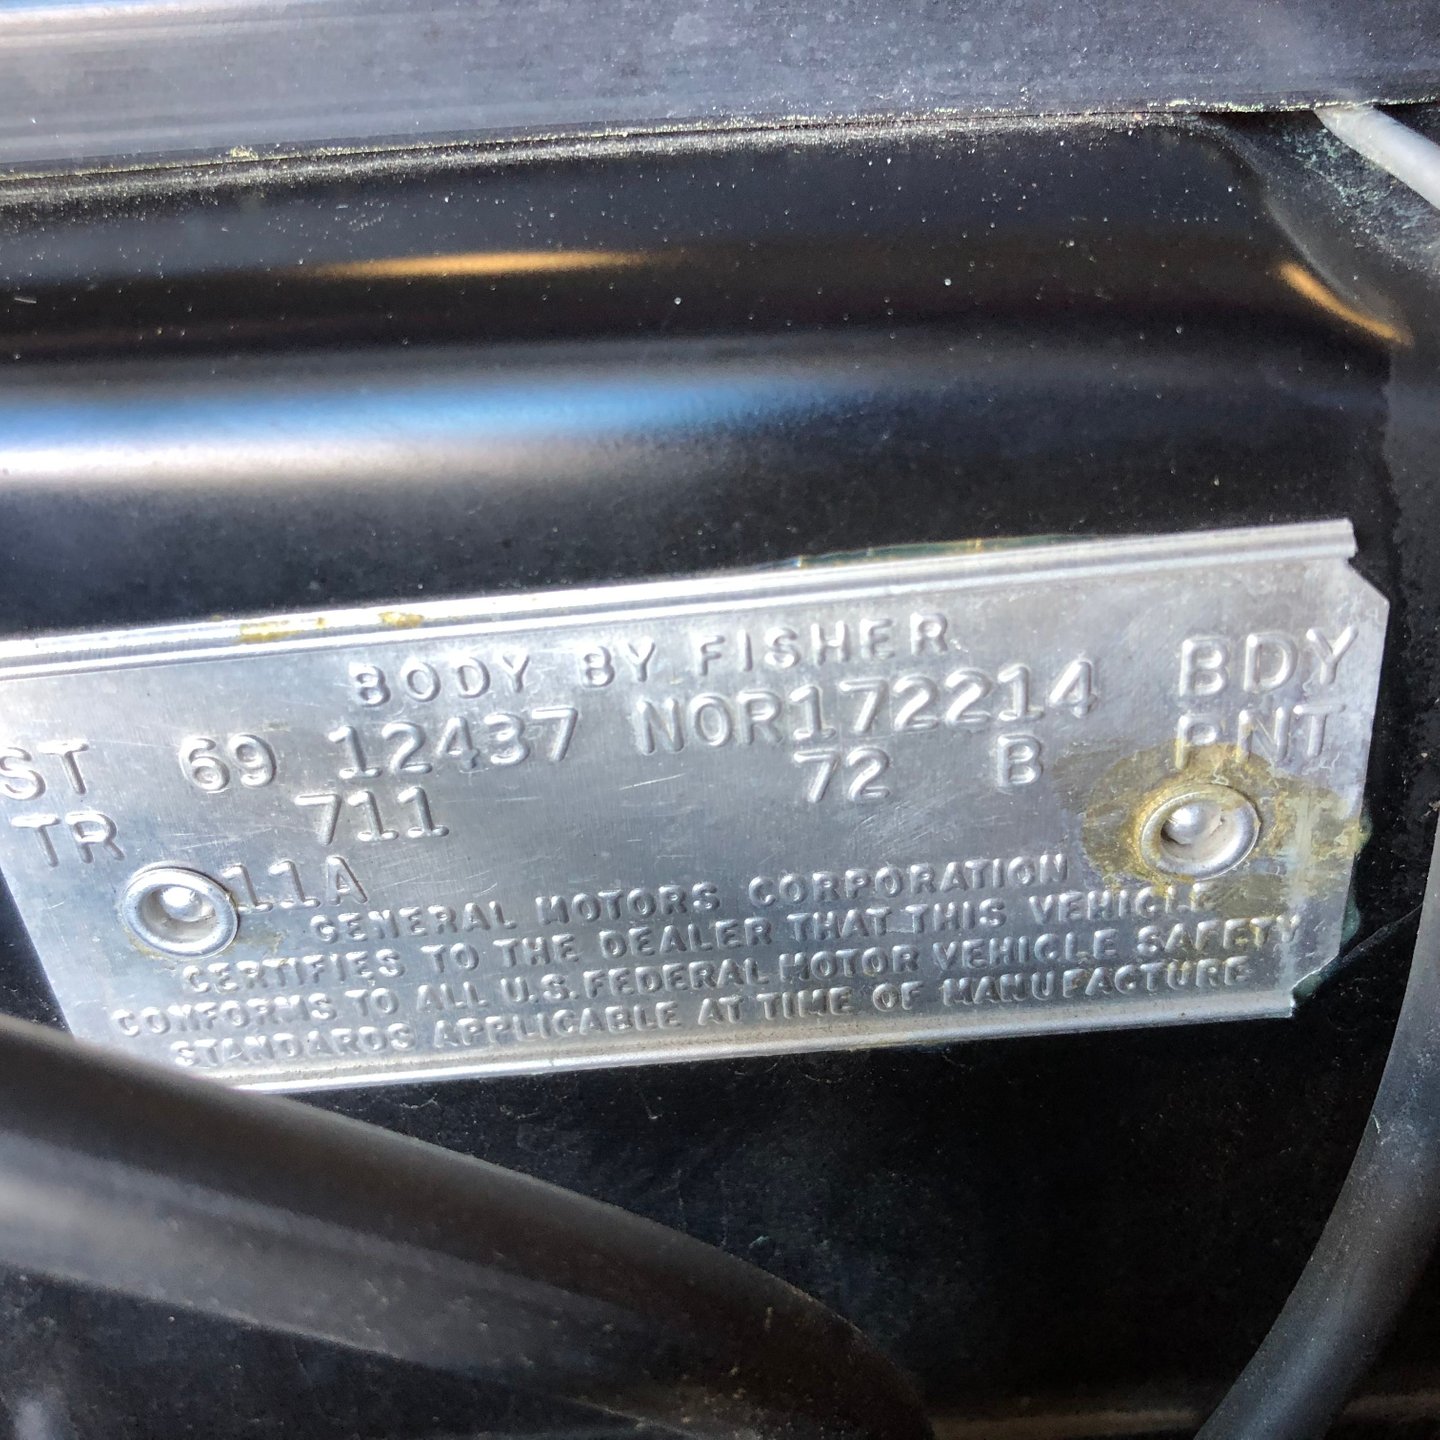 BODY BY FISHER
ST 69 12437 NOR172214 BDY
TR 711 72 B PNT
11A
GENERAL MOTORS CORPORATION
CERTIFIES TO THE DEALER THAT THIS VEHICLE
CONFORMS TO ALL U.S. FEDERAL MOTOR VEHICLE SAFETY
STANDARDS APPLICABLE AT TIME OF MANUFACTURE